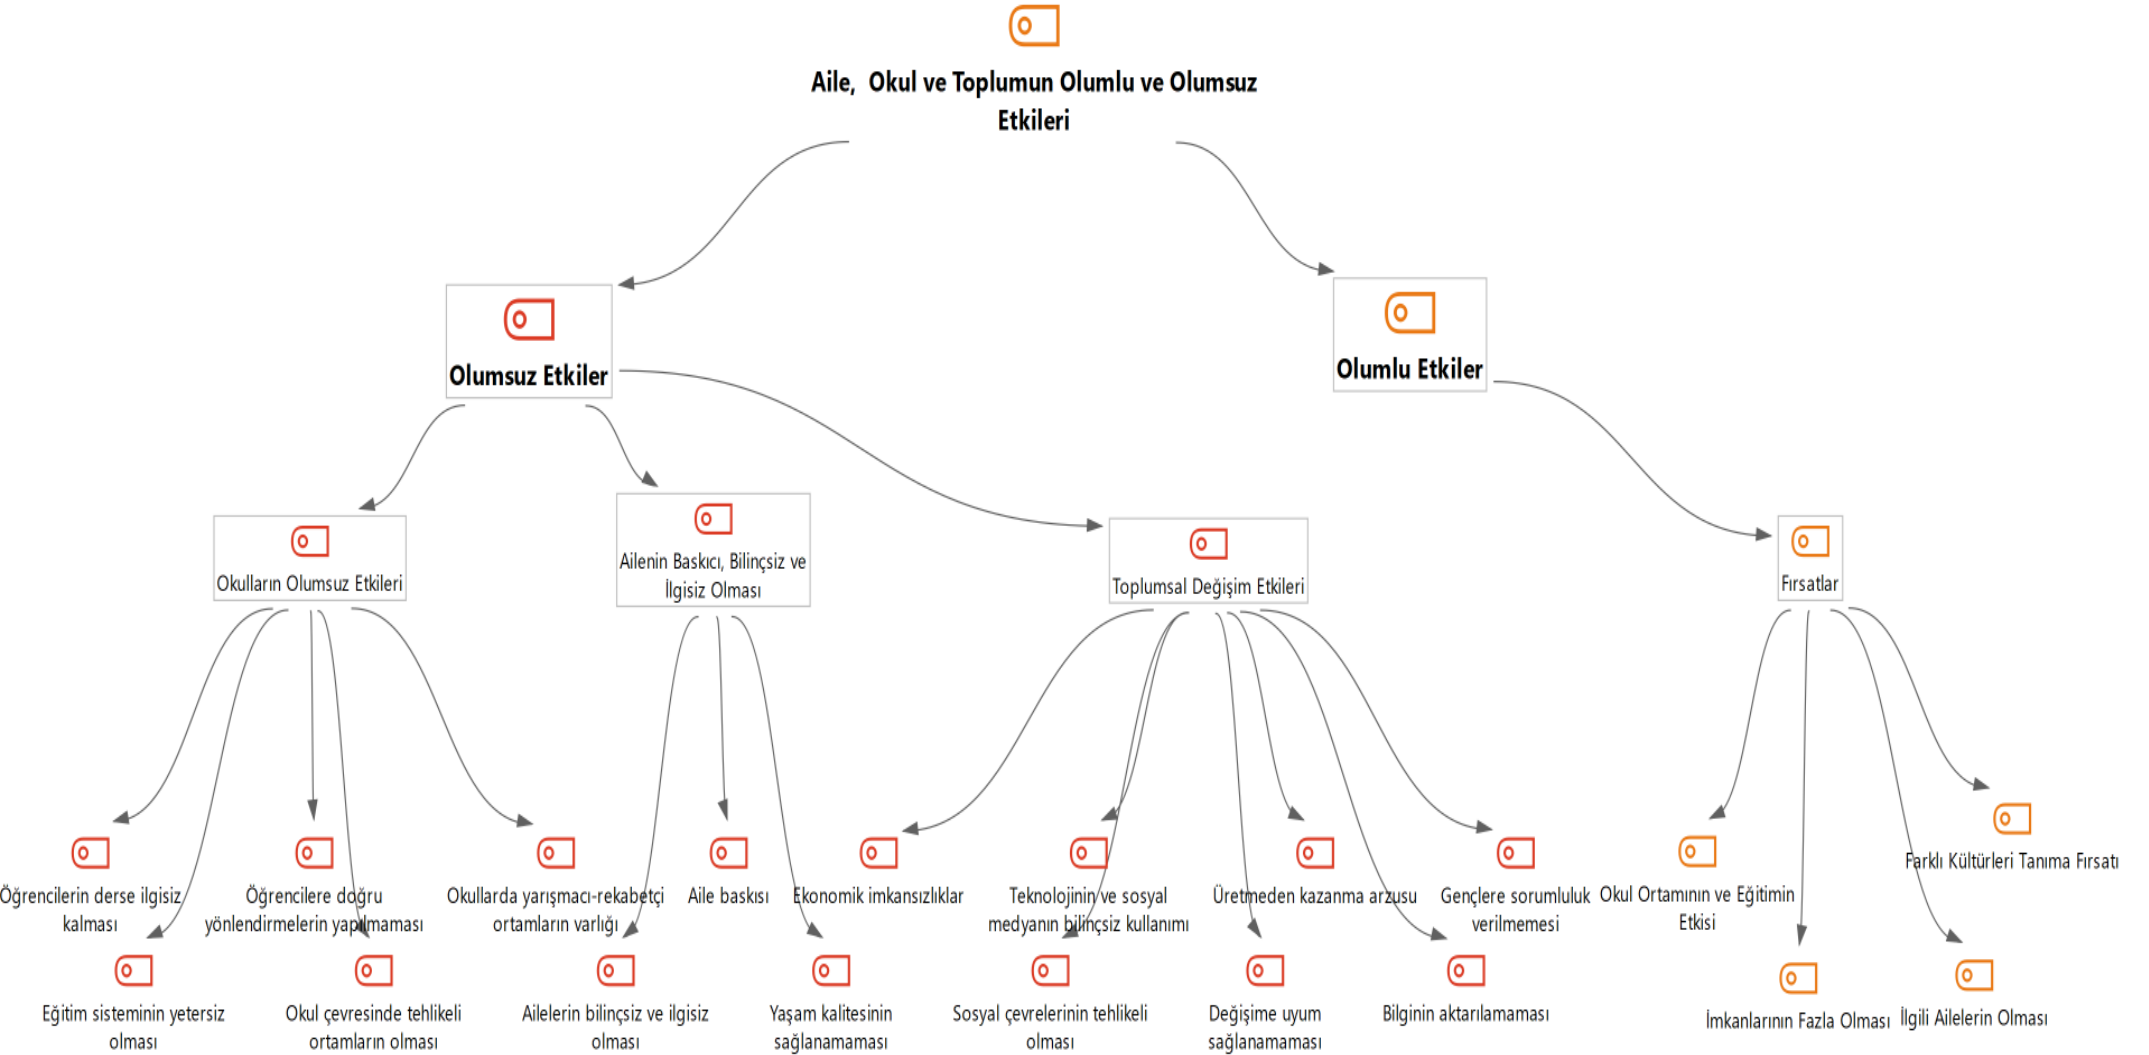 Aile, Okul ve Toplumun Olumlu ve Olumsuz
Etkileri
Olumsuz Etkiler
Olumlu Etkiler
Okulların Olumsuz Etkileri
Ailenin Baskıcı, Bilinçsiz ve
İlgisiz Olması
Toplumsal Değişim Etkileri
Fırsatlar
Öğrencilerin derse ilgisiz
kalması
Öğrencilere doğru
yönlendirmelerin yapılmaması
Okullarda yarışmacı-rekabetçi
ortamların varlığı
Aile baskısı
Ekonomik imkansızlıklar
Teknolojinin ve sosyal
medyanın bilinçsiz kullanımı
Üretmeden kazanma arzusu
Gençlere sorumluluk
verilmemesi
Okul Ortamının ve Eğitimin
Etkisi
Farklı Kültürleri Tanıma Fırsatı
Eğitim sisteminin yetersiz
olması
Okul çevresinde tehlikeli
ortamların olması
Ailelerin bilinçsiz ve ilgisiz
olması
Yaşam kalitesinin
sağlanamaması
Sosyal çevrelerinin tehlikeli
olması
Değişime uyum
sağlanamaması
Bilginin aktarılamaması
İmkanlarının Fazla Olması
İlgili Ailelerin Olması